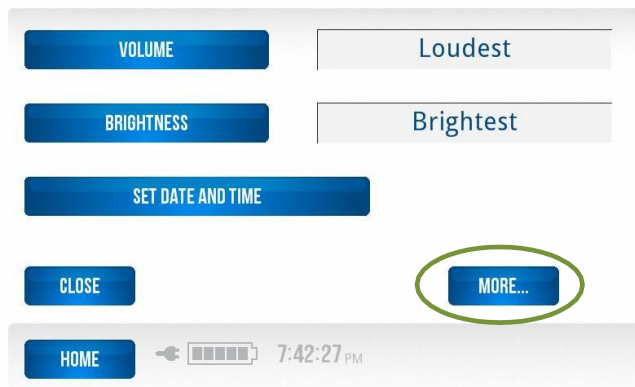 VOLUME Loudest
BRIGHTNESS Brightest
SET DATE AND TIME
CLOSE MORE...
HOME 7:42:27 PM